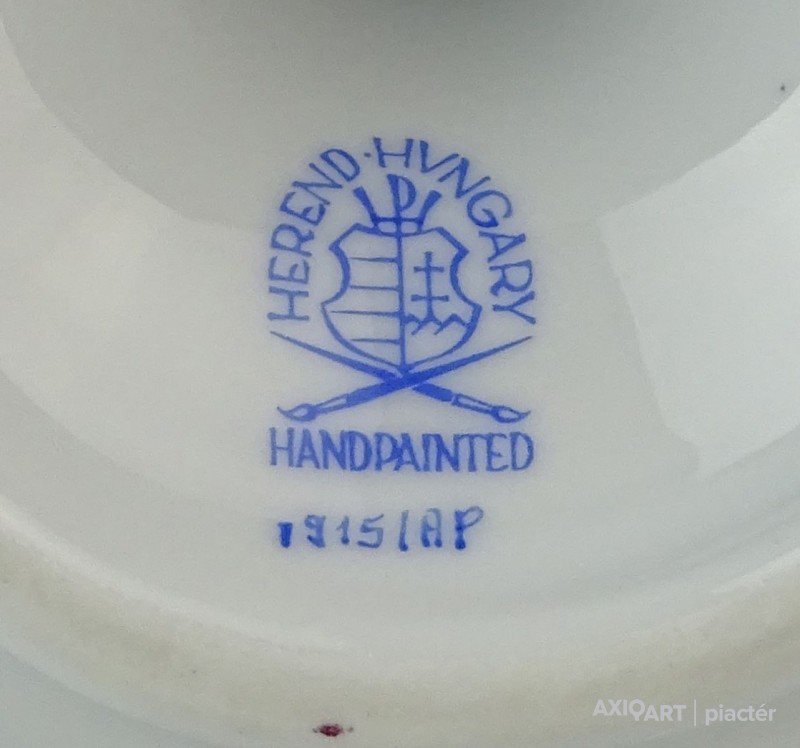 HEREND · HVNGARY
HANDPAINTED
1915/AP
AXIOART | piactér